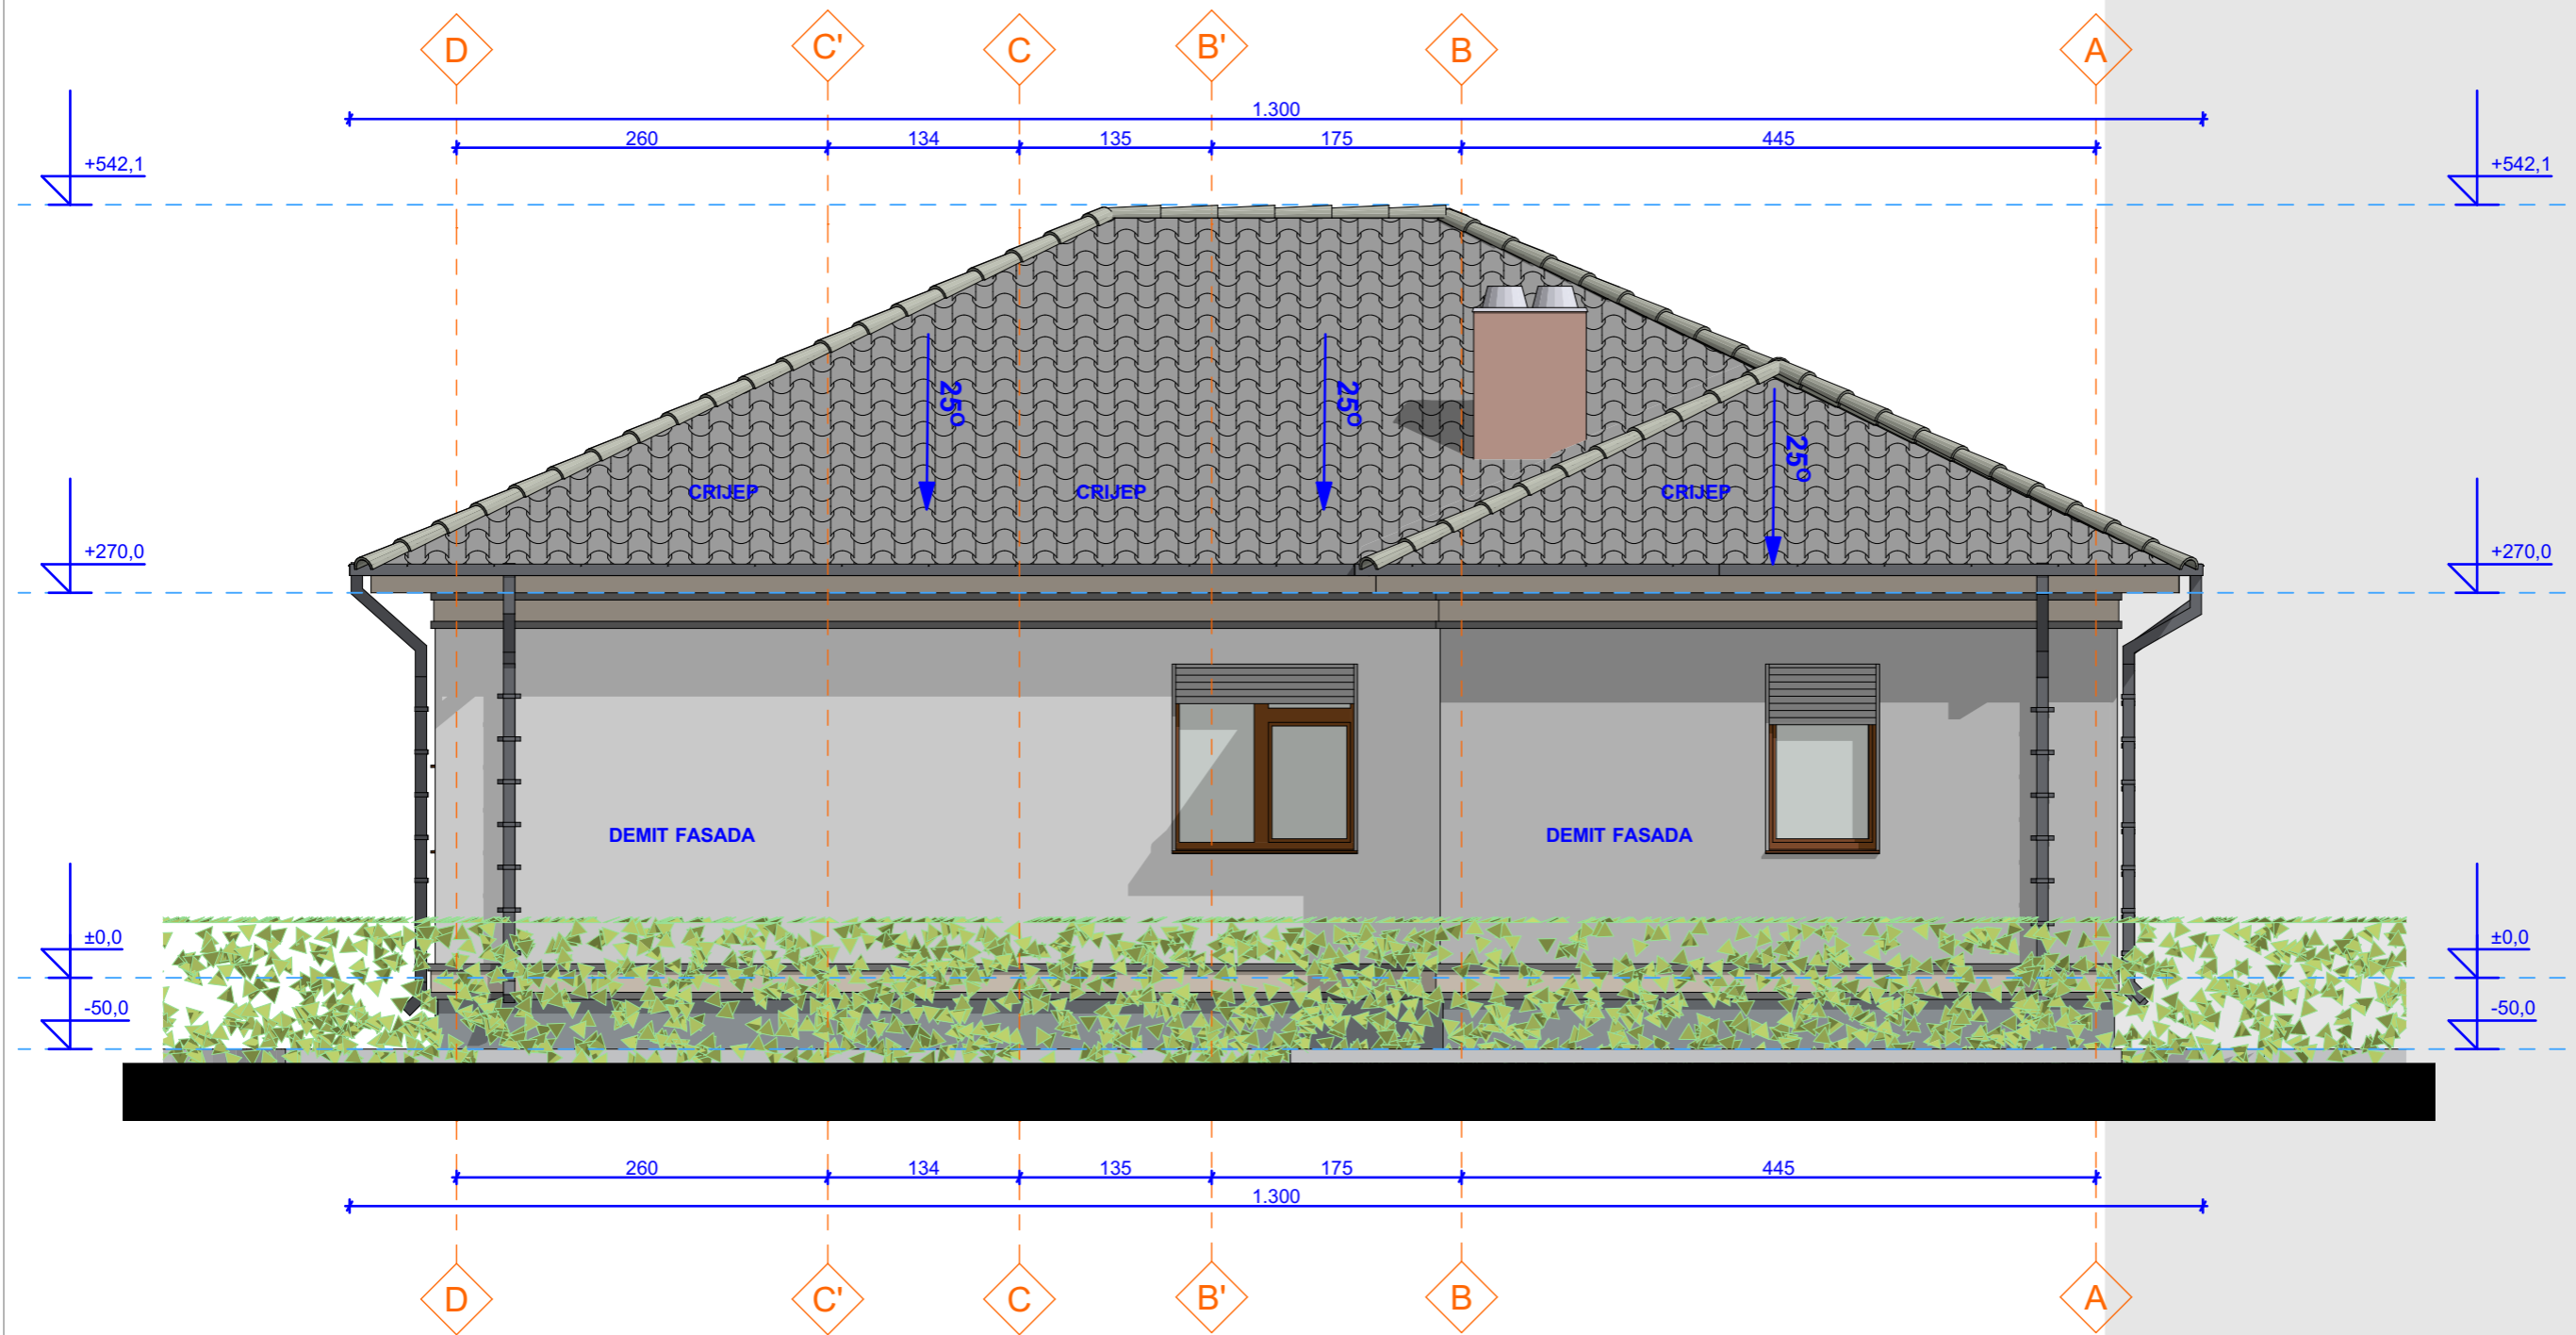 D C' C B' B A
1.300
260 134 135 175 445
+542,1 +542,1
25°
25°
25°
CRIJEP CRIJEP CRIJEP
+270,0 +270,0
DEMIT FASADA DEMIT FASADA
±0,0 ±0,0
-50,0 -50,0
260 134 135 175 445
1.300
D C' C B' B A